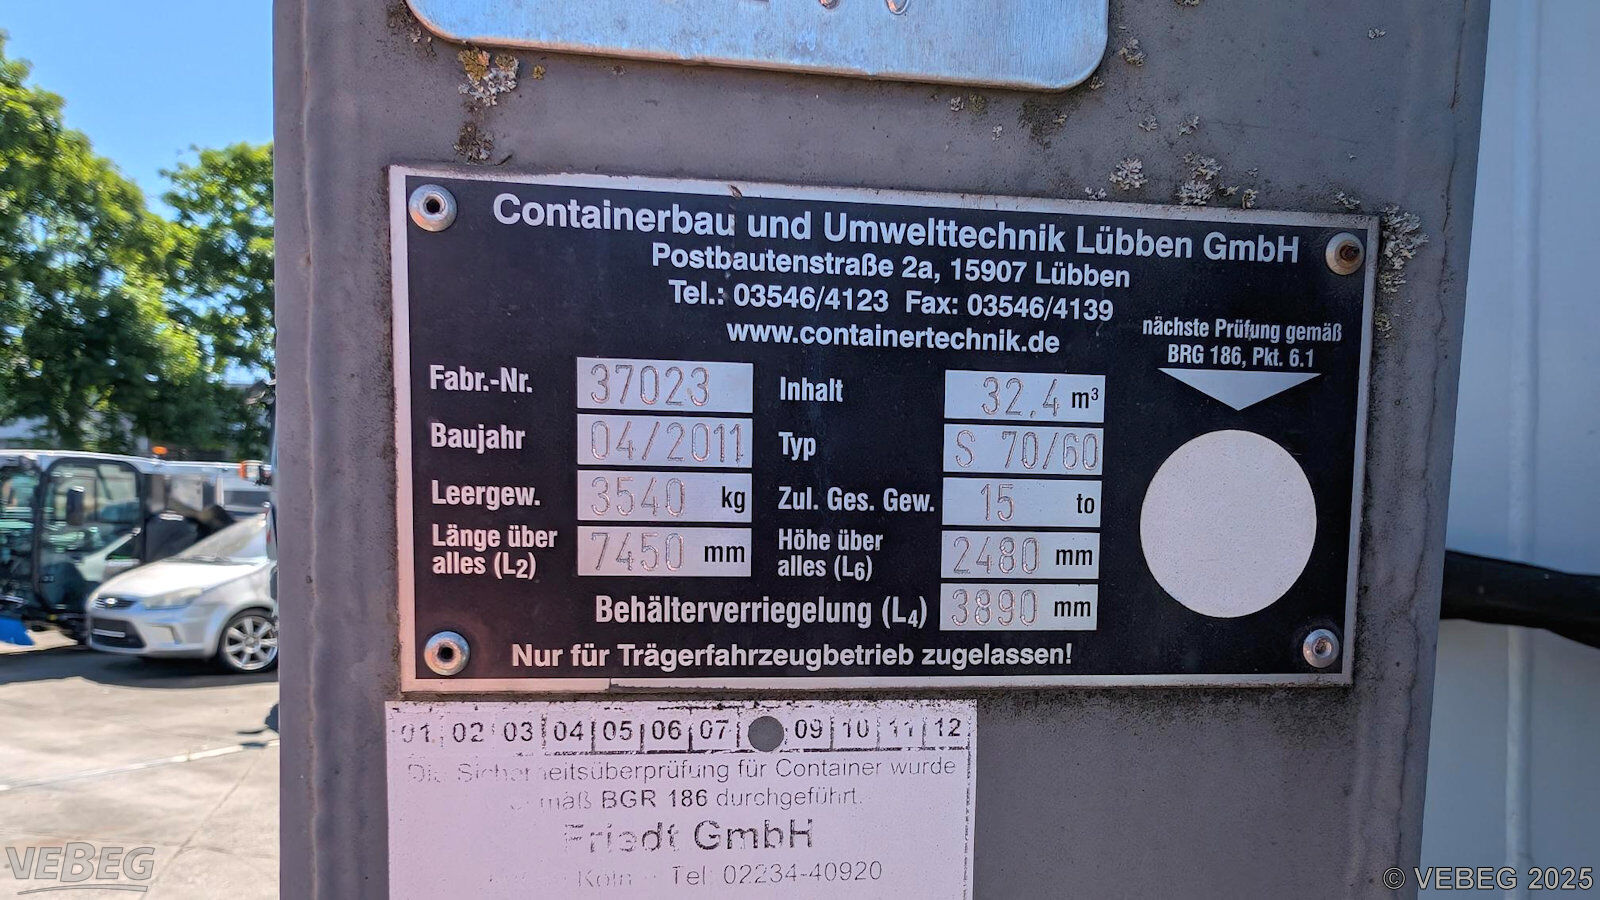 Containerbau und Umwelttechnik Lübben GmbH
Postbautenstraße 2a, 15907 Lübben
Tel.: 03546/4123 Fax: 03546/4139
www.containertechnik.de
nächste Prüfung gemäß
BRG 186, Pkt. 6.1
Fabr.-Nr. 37023 Inhalt 32,4 m³
Baujahr 04/2011 Typ S 70/60
Leergew. 3540 kg Zul. Ges. Gew. 15 to
Länge über alles (L2) 7450 mm Höhe über alles (L6) 2480 mm
Behälterverriegelung (L4) 3890 mm
Nur für Trägerfahrzeugbetrieb zugelassen!
01 02 03 04 05 06 07 09 10 11 12
Die Sicherheitsüberprüfung für Container wurde
gemäß BGR 186 durchgeführt.
Friedt GmbH
Köln Tel 02234-40920
VEBEG
© VEBEG 2025